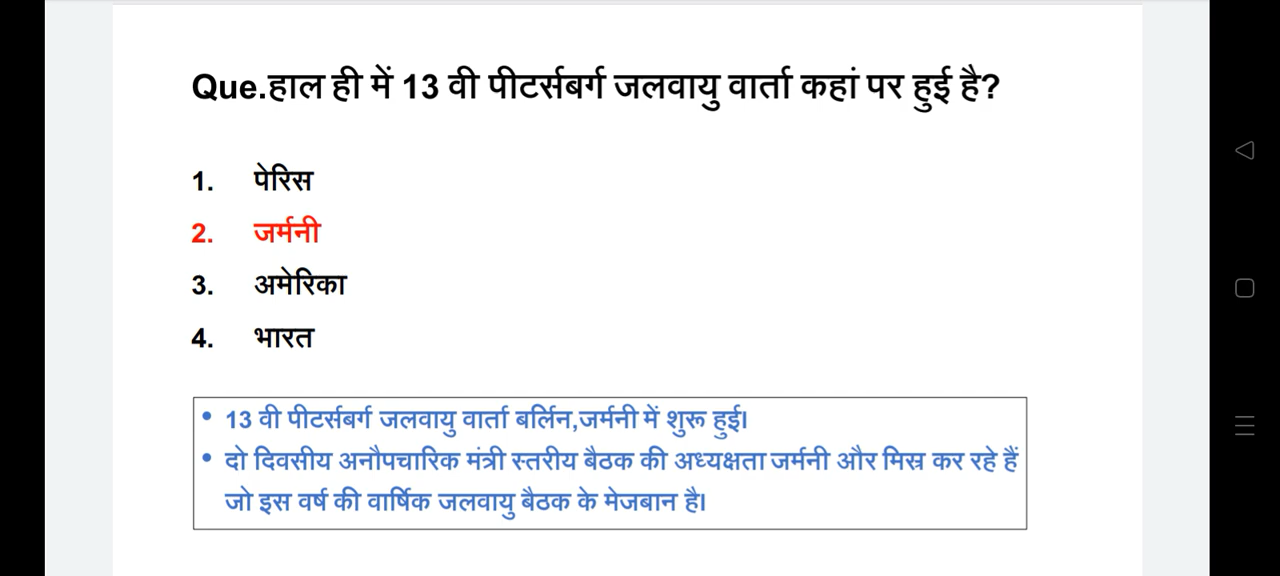 Que.हाल ही में 13 वी पीटर्सबर्ग जलवायु वार्ता कहां पर हुई है?
1. पेरिस
2. जर्मनी
3. अमेरिका
4. भारत
• 13 वी पीटर्सबर्ग जलवायु वार्ता बर्लिन,जर्मनी में शुरू हुई।
• दो दिवसीय अनौपचारिक मंत्री स्तरीय बैठक की अध्यक्षता जर्मनी और मिस्र कर रहे हैं
जो इस वर्ष की वार्षिक जलवायु बैठक के मेजबान है।